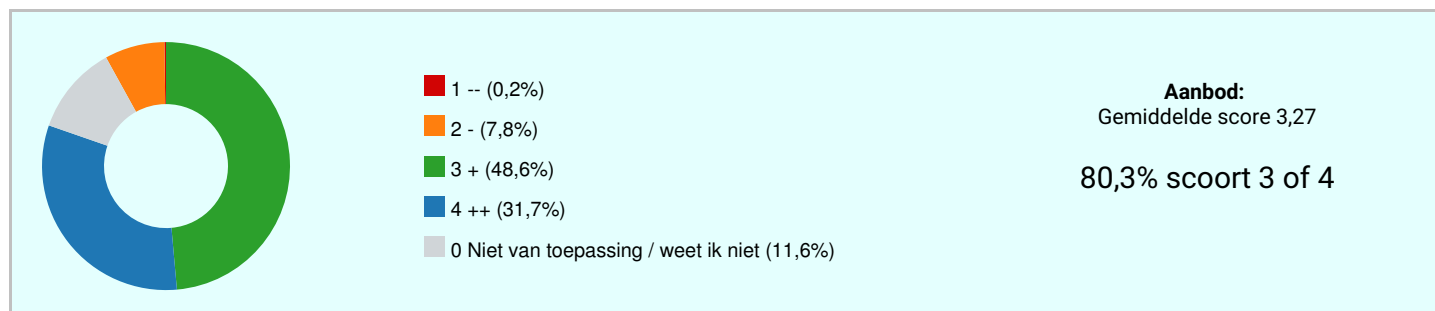 1 -- (0,2%)
2 - (7,8%)
3 + (48,6%)
4 ++ (31,7%)
0 Niet van toepassing / weet ik niet (11,6%)
Aanbod:
Gemiddelde score 3,27
80,3% scoort 3 of 4